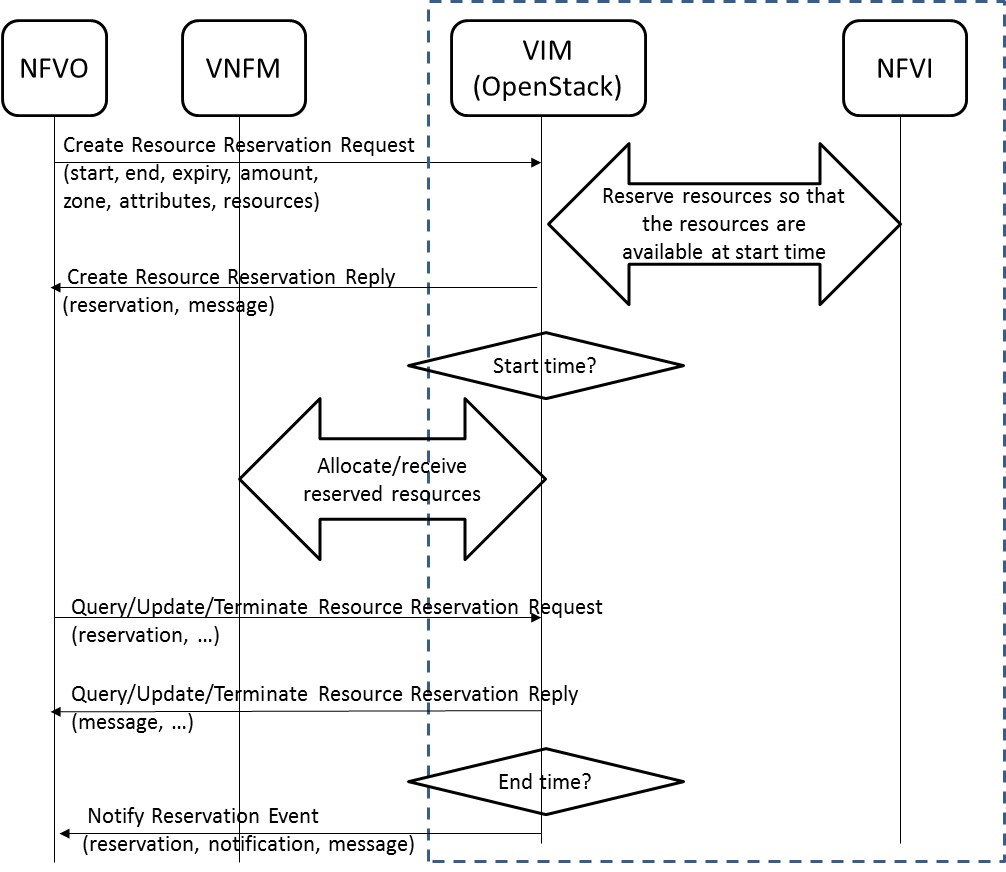 NFVO
VNFM
VIM
(OpenStack)
NFVI
Create Resource Reservation Request
(start, end, expiry, amount,
zone, attributes, resources)
Reserve resources so that
the resources are
available at start time
Create Resource Reservation Reply
(reservation, message)
Start time?
Allocate/receive
reserved resources
Query/Update/Terminate Resource Reservation Request
(reservation, ...)
Query/Update/Terminate Resource Reservation Reply
(message, ...)
End time?
Notify Reservation Event
(reservation, notification, message)